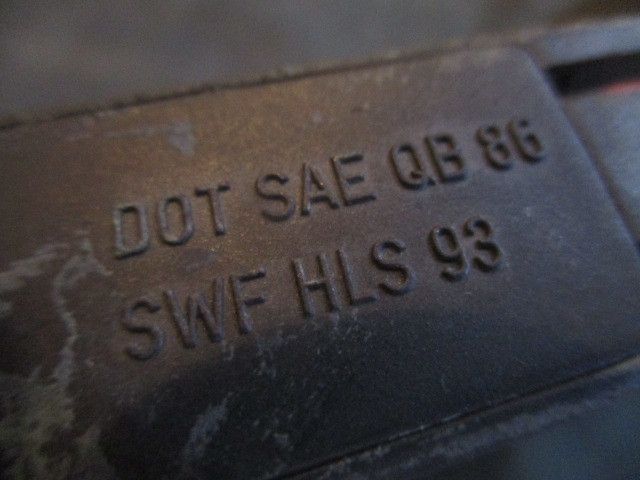 DOT SAE QB 86
SWF HLS 93